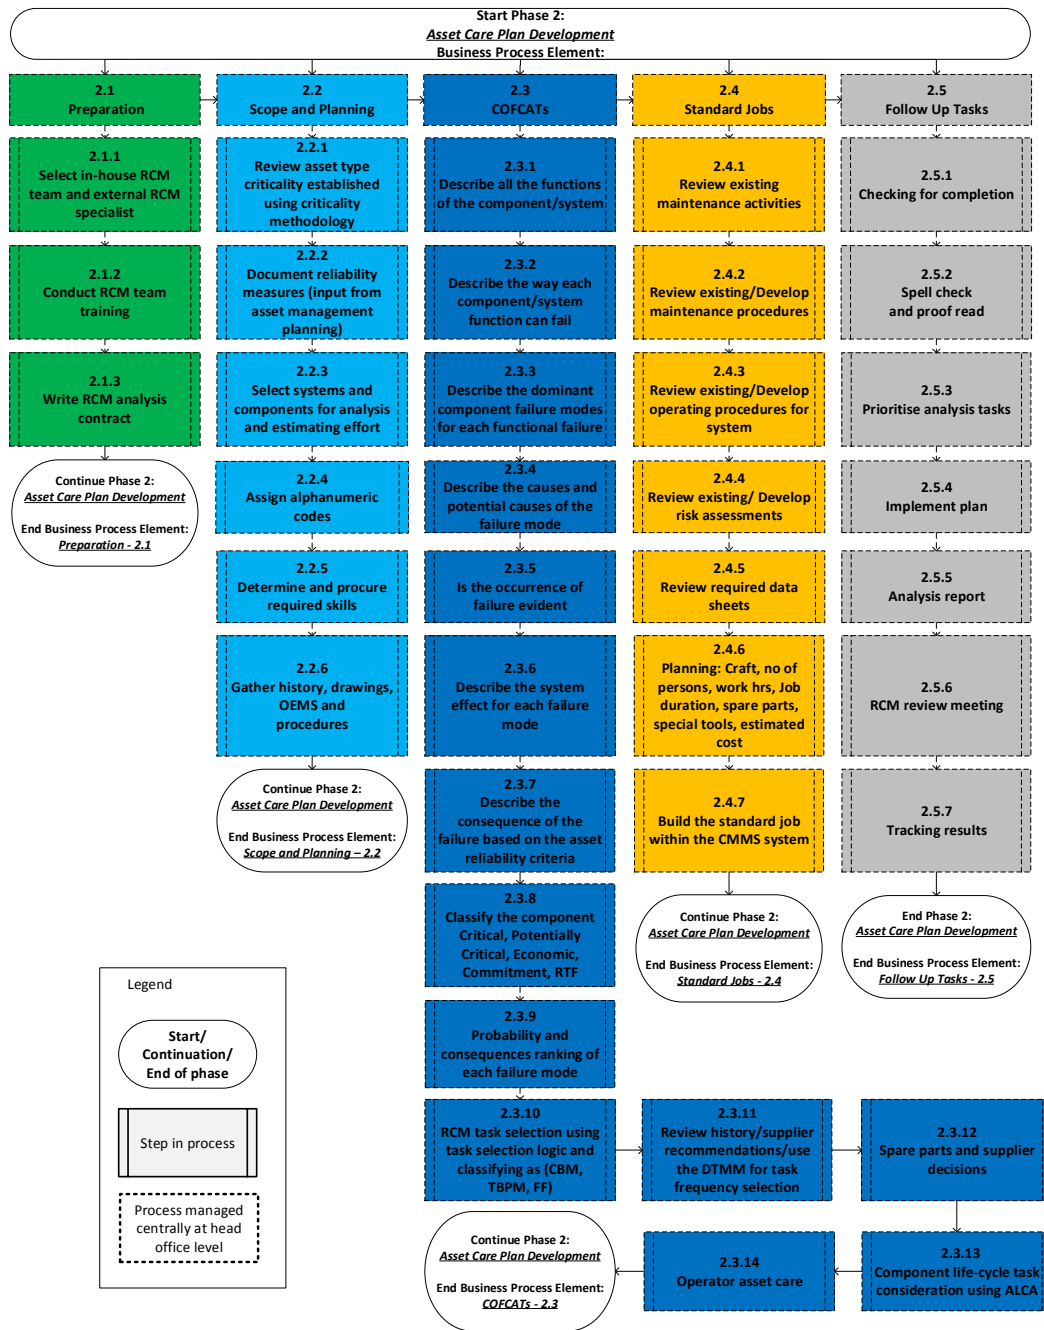 Start Phase 2:
Asset Care Plan Development
Business Process Element:
2.1
Preparation
2.1.1
Select in-house RCM
team and external RCM
specialist
2.1.2
Conduct RCM team
training
2.1.3
Write RCM analysis
contract
Continue Phase 2:
Asset Care Plan Development
End Business Process Element:
Preparation - 2.1
2.2
Scope and Planning
2.2.1
Review asset type
criticality established
using criticality
methodology
2.2.2
Document reliability
measures (input from
asset management
planning)
2.2.3
Select systems and
components for analysis
and estimating effort
2.2.4
Assign alphanumeric
codes
2.2.5
Determine and procure
required skills
2.2.6
Gather history, drawings,
OEMS and
procedures
Continue Phase 2:
Asset Care Plan Development
End Business Process Element:
Scope and Planning – 2.2
2.3
COFCATs
2.3.1
Describe all the functions
of the component/system
2.3.2
Describe the way each
component/system
function can fail
2.3.3
Describe the dominant
component failure modes
for each functional failure
2.3.4
Describe the causes and
potential causes of the
failure mode
2.3.5
Is the occurrence of
failure evident
2.3.6
Describe the system
effect for each failure
mode
2.3.7
Describe the
consequence of the
failure based on the asset
reliability criteria
2.3.8
Classify the component
Critical, Potentially
Critical, Economic,
Commitment, RTF
2.3.9
Probability and
consequences ranking of
each failure mode
2.3.10
RCM task selection using
task selection logic and
classifying as (CBM,
TBPM, FF)
2.3.11
Review history/supplier
recommendations/use
the DTMM for task
frequency selection
2.3.12
Spare parts and supplier
decisions
2.3.13
Component life-cycle task
consideration using ALCA
2.3.14
Operator asset care
Continue Phase 2:
Asset Care Plan Development
End Business Process Element:
COFCATs - 2.3
2.4
Standard Jobs
2.4.1
Review existing
maintenance activities
2.4.2
Review existing/Develop
maintenance procedures
2.4.3
Review existing/Develop
operating procedures for
system
2.4.4
Review existing/ Develop
risk assessments
2.4.5
Review required data
sheets
2.4.6
Planning: Craft, no of
persons, work hrs, Job
duration, spare parts,
special tools, estimated
cost
2.4.7
Build the standard job
within the CMMS system
Continue Phase 2:
Asset Care Plan Development
End Business Process Element:
Standard Jobs - 2.4
2.5
Follow Up Tasks
2.5.1
Checking for completion
2.5.2
Spell check
and proof read
2.5.3
Prioritise analysis tasks
2.5.4
Implement plan
2.5.5
Analysis report
2.5.6
RCM review meeting
2.5.7
Tracking results
End Phase 2:
Asset Care Plan Development
End Business Process Element:
Follow Up Tasks - 2.5
Legend
Start/
Continuation/
End of phase
Step in process
Process managed
centrally at head
office level